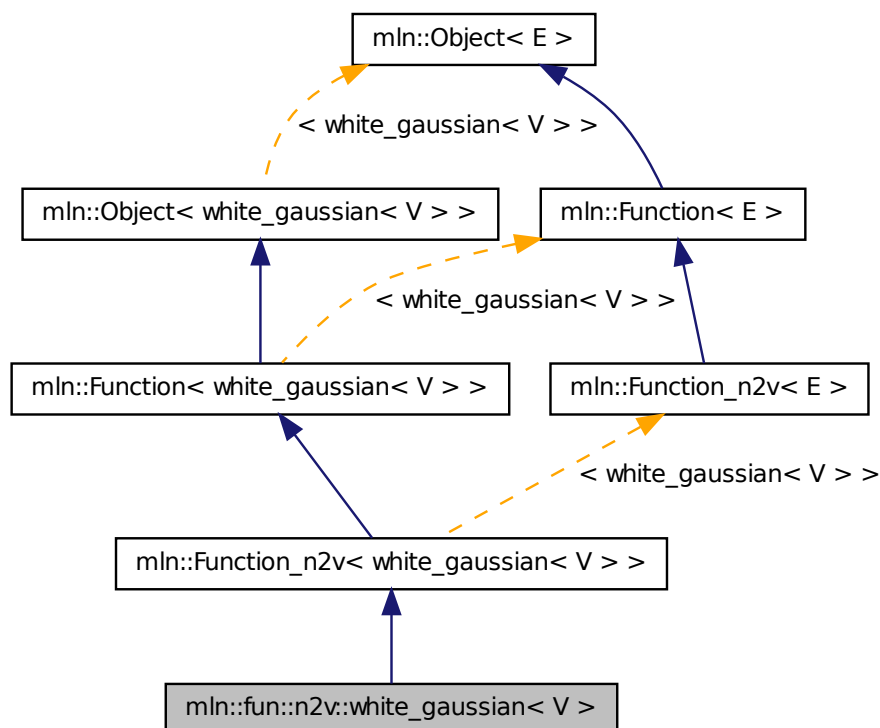 mln::Object< E >
< white_gaussian< V > >
mln::Object< white_gaussian< V > >
mln::Function< E >
< white_gaussian< V > >
mln::Function< white_gaussian< V > >
mln::Function_n2v< E >
< white_gaussian< V > >
mln::Function_n2v< white_gaussian< V > >
mln::fun::n2v::white_gaussian< V >